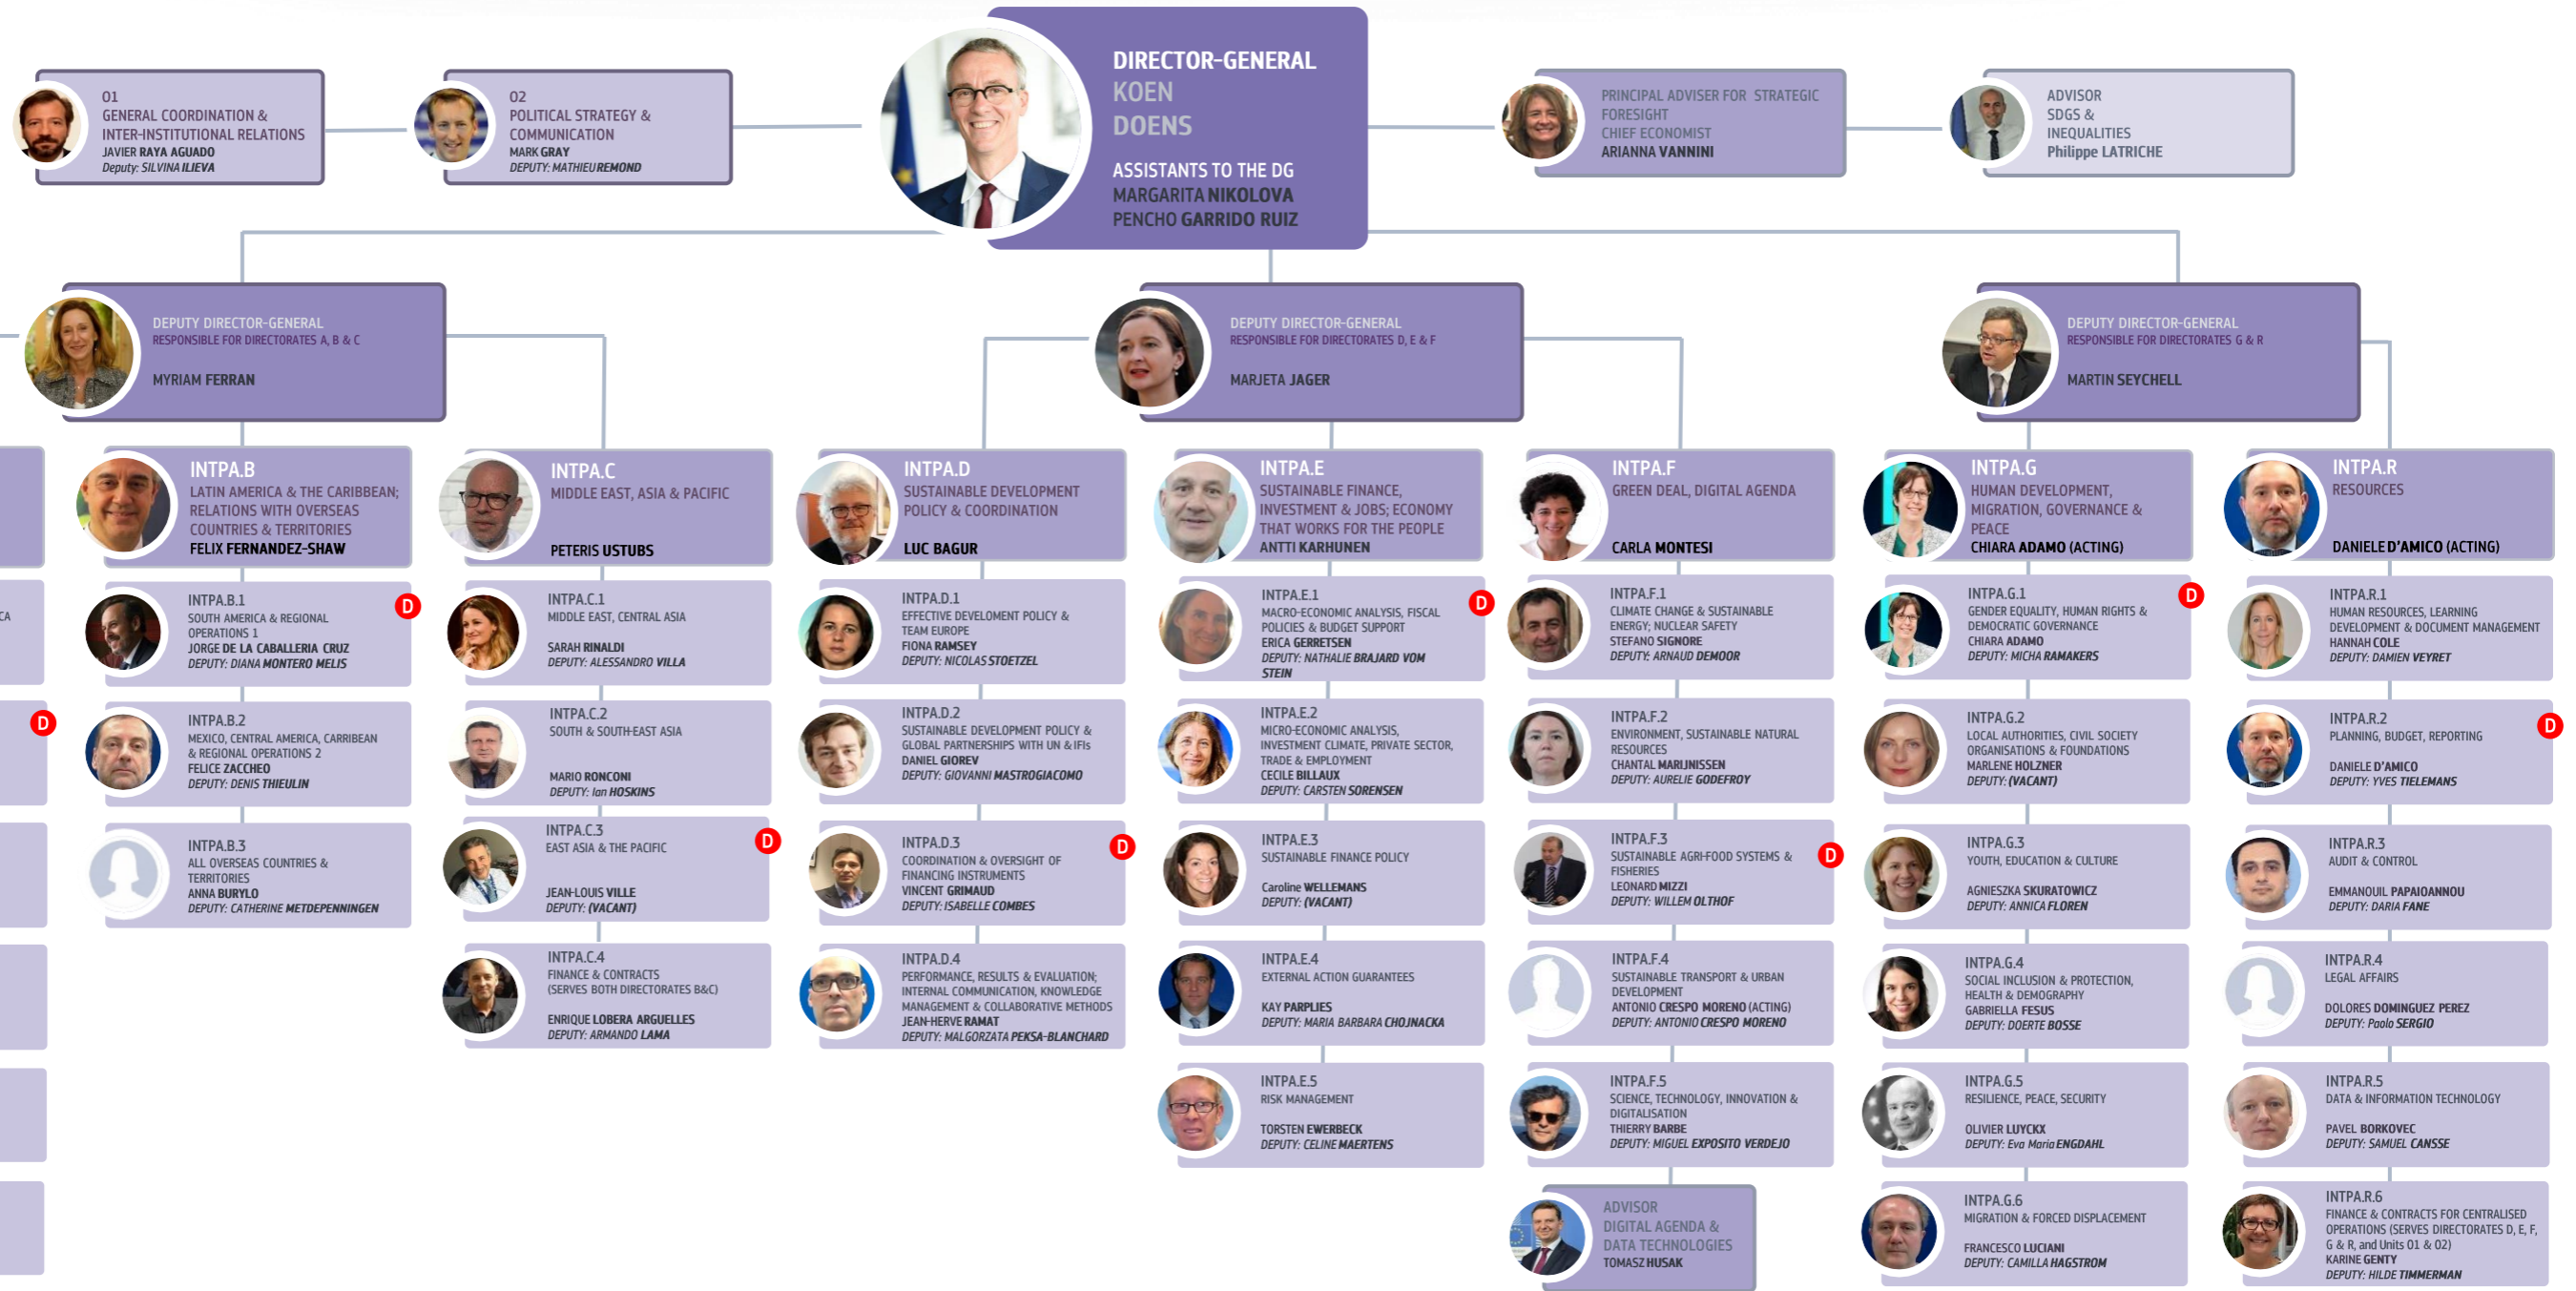 DIRECTOR-GENERAL
KOEN
DOENS
ASSISTANTS TO THE DG
MARGARITA NIKOLOVA
PENCHO GARRIDO RUIZ
01
GENERAL COORDINATION &
INTER-INSTITUTIONAL RELATIONS
JAVIER RAYA AGUADO
Deputy: SILVINA ILIEVA
02
POLITICAL STRATEGY &
COMMUNICATION
MARK GRAY
DEPUTY: MATHIEU REMOND
PRINCIPAL ADVISER FOR STRATEGIC
FORESIGHT
CHIEF ECONOMIST
ARIANNA VANNINI
ADVISOR
SDGS &
INEQUALITIES
Philippe LATRICHE
DEPUTY DIRECTOR-GENERAL
RESPONSIBLE FOR DIRECTORATES A, B & C
MYRIAM FERRAN
DEPUTY DIRECTOR-GENERAL
RESPONSIBLE FOR DIRECTORATES D, E & F
MARJETA JAGER
DEPUTY DIRECTOR-GENERAL
RESPONSIBLE FOR DIRECTORATES G & R
MARTIN SEYCHELL
CA
D
INTPA.B
LATIN AMERICA & THE CARIBBEAN;
RELATIONS WITH OVERSEAS
COUNTRIES & TERRITORIES
FELIX FERNANDEZ-SHAW
INTPA.B.1
SOUTH AMERICA & REGIONAL
OPERATIONS 1
JORGE DE LA CABALLERIA CRUZ
DEPUTY: DIANA MONTERO MELIS
D
INTPA.B.2
MEXICO, CENTRAL AMERICA, CARRIBEAN
& REGIONAL OPERATIONS 2
FELICE ZACCHEO
DEPUTY: DENIS THIEULIN
INTPA.B.3
ALL OVERSEAS COUNTRIES &
TERRITORIES
ANNA BURYLO
DEPUTY: CATHERINE METDEPENNINGEN
INTPA.C
MIDDLE EAST, ASIA & PACIFIC
PETERIS USTUBS
INTPA.C.1
MIDDLE EAST, CENTRAL ASIA
SARAH RINALDI
DEPUTY: ALESSANDRO VILLA
INTPA.C.2
SOUTH & SOUTH-EAST ASIA
MARIO RONCONI
DEPUTY: Ian HOSKINS
INTPA.C.3
EAST ASIA & THE PACIFIC
JEAN-LOUIS VILLE
DEPUTY: (VACANT)
D
INTPA.C.4
FINANCE & CONTRACTS
(SERVES BOTH DIRECTORATES B&C)
ENRIQUE LOBERA ARGUELLES
DEPUTY: ARMANDO LAMA
INTPA.D
SUSTAINABLE DEVELOPMENT
POLICY & COORDINATION
LUC BAGUR
INTPA.D.1
EFFECTIVE DEVELOMENT POLICY &
TEAM EUROPE
FIONA RAMSEY
DEPUTY: NICOLAS STOETZEL
INTPA.D.2
SUSTAINABLE DEVELOPMENT POLICY &
GLOBAL PARTNERSHIPS WITH UN & IFIs
DANIEL GIOREV
DEPUTY: GIOVANNI MASTROGIACOMO
INTPA.D.3
COORDINATION & OVERSIGHT OF
FINANCING INSTRUMENTS
VINCENT GRIMAUD
DEPUTY: ISABELLE COMBES
D
INTPA.D.4
PERFORMANCE, RESULTS & EVALUATION;
INTERNAL COMMUNICATION, KNOWLEDGE
MANAGEMENT & COLLABORATIVE METHODS
JEAN-HERVE RAMAT
DEPUTY: MALGORZATA PEKSA-BLANCHARD
INTPA.E
SUSTAINABLE FINANCE,
INVESTMENT & JOBS; ECONOMY
THAT WORKS FOR THE PEOPLE
ANTTI KARHUNEN
INTPA.E.1
MACRO-ECONOMIC ANALYSIS, FISCAL
POLICIES & BUDGET SUPPORT
ERICA GERRETSEN
DEPUTY: NATHALIE BRAJARD VOM
STEIN
D
INTPA.E.2
MICRO-ECONOMIC ANALYSIS,
INVESTMENT CLIMATE, PRIVATE SECTOR,
TRADE & EMPLOYMENT
CECILE BILLAUX
DEPUTY: CARSTEN SORENSEN
INTPA.E.3
SUSTAINABLE FINANCE POLICY
Caroline WELLEMANS
DEPUTY: (VACANT)
INTPA.E.4
EXTERNAL ACTION GUARANTEES
KAY PARPLIES
DEPUTY: MARIA BARBARA CHOJNACKA
INTPA.E.5
RISK MANAGEMENT
TORSTEN EWERBECK
DEPUTY: CELINE MAERTENS
INTPA.F
GREEN DEAL, DIGITAL AGENDA
CARLA MONTESI
INTPA.F.1
CLIMATE CHANGE & SUSTAINABLE
ENERGY; NUCLEAR SAFETY
STEFANO SIGNORE
DEPUTY: ARNAUD DEMOOR
INTPA.F.2
ENVIRONMENT, SUSTAINABLE NATURAL
RESOURCES
CHANTAL MARIJNISSEN
DEPUTY: AURELIE GODEFROY
INTPA.F.3
SUSTAINABLE AGRI-FOOD SYSTEMS &
FISHERIES
LEONARD MIZZI
DEPUTY: WILLEM OLTHOF
D
INTPA.F.4
SUSTAINABLE TRANSPORT & URBAN
DEVELOPMENT
ANTONIO CRESPO MORENO (ACTING)
DEPUTY: ANTONIO CRESPO MORENO
INTPA.F.5
SCIENCE, TECHNOLOGY, INNOVATION &
DIGITALISATION
THIERRY BARBE
DEPUTY: MIGUEL EXPOSITO VERDEJO
ADVISOR
DIGITAL AGENDA &
DATA TECHNOLOGIES
TOMASZ HUSAK
INTPA.G
HUMAN DEVELOPMENT,
MIGRATION, GOVERNANCE &
PEACE
CHIARA ADAMO (ACTING)
INTPA.G.1
GENDER EQUALITY, HUMAN RIGHTS &
DEMOCRATIC GOVERNANCE
CHIARA ADAMO
DEPUTY: MICHA RAMAKERS
D
INTPA.G.2
LOCAL AUTHORITIES, CIVIL SOCIETY
ORGANISATIONS & FOUNDATIONS
MARLENE HOLZNER
DEPUTY: (VACANT)
INTPA.G.3
YOUTH, EDUCATION & CULTURE
AGNIESZKA SKURATOWICZ
DEPUTY: ANNICA FLOREN
INTPA.G.4
SOCIAL INCLUSION & PROTECTION,
HEALTH & DEMOGRAPHY
GABRIELLA FESUS
DEPUTY: DOERTE BOSSE
INTPA.G.5
RESILIENCE, PEACE, SECURITY
OLIVIER LUYCKX
DEPUTY: Eva Maria ENGDAHL
INTPA.G.6
MIGRATION & FORCED DISPLACEMENT
FRANCESCO LUCIANI
DEPUTY: CAMILLA HAGSTROM
INTPA.R
RESOURCES
DANIELE D'AMICO (ACTING)
INTPA.R.1
HUMAN RESOURCES, LEARNING
DEVELOPMENT & DOCUMENT MANAGEMENT
HANNAH COLE
DEPUTY: DAMIEN VEYRET
INTPA.R.2
PLANNING, BUDGET, REPORTING
DANIELE D'AMICO
DEPUTY: YVES TIELEMANS
D
INTPA.R.3
AUDIT & CONTROL
EMMANOUIL PAPAIOANNOU
DEPUTY: DARIA FANE
INTPA.R.4
LEGAL AFFAIRS
DOLORES DOMINGUEZ PEREZ
DEPUTY: Paolo SERGIO
INTPA.R.5
DATA & INFORMATION TECHNOLOGY
PAVEL BORKOVEC
DEPUTY: SAMUEL CANSSE
INTPA.R.6
FINANCE & CONTRACTS FOR CENTRALISED
OPERATIONS (SERVES DIRECTORATES D, E, F,
G & R, and Units 01 & 02)
KARINE GENTY
DEPUTY: HILDE TIMMERMAN